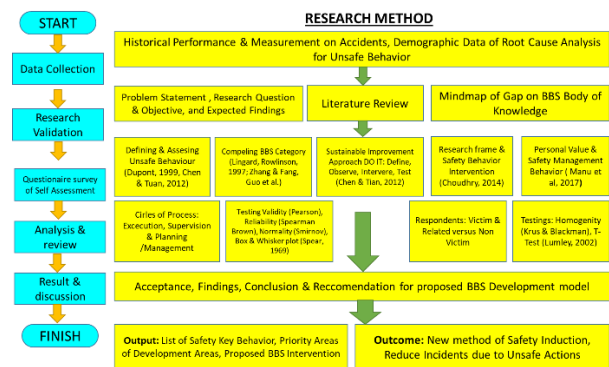 START
Data Collection
Research
Validation
Questionaire survey
of Self Assessment
Analysis &
review
Result &
discussion
FINISH
RESEARCH METHOD
Historical Performance & Measurement on Accidents, Demographic Data of Root Cause Analysis
for Unsafe Behavior
Problem Statement , Research Question
& Objective, and Expected Findings
Literature Review
Mindmap of Gap on BBS Body of
Knowledge
Defining & Assesing
Unsafe Behaviour
(Dupont, 1999, Chen
& Tuan, 2012)
Compeling BBS Category
(Lingard, Rowlinson,
1997; Zhang & Fang,
Guo et al.)
Sustainable Improvement
Approach DO IT: Define,
Observe, Intervere, Test
(Chen & Tian, 2012)
Research frame &
Safety Behavior
Intervention
(Choudhry, 2014)
Personal Value &
Safety Management
Behavior ( Manu et
al, 2017)
Cirles of Process:
Excecution, Supervision
& Planning
/Management
Testing Validity (Pearson),
Reliability (Spearman
Brown), Normality (Smirnov),
Box & Whisker plot (Spear,
1969)
Respondents: Victim &
Related versus Non
Victim
Testings: Homogenity
(Krus & Blackman), T-
Test (Lumley, 2002)
Acceptance, Findings, Conclusion & Reccomendation for proposed BBS Development model
Output: List of Safety Key Behavior, Priority Areas
of Development Areas, Proposed BBS Intervention
Outcome: New method of Safety Induction,
Reduce Incidents due to Unsafe Actions